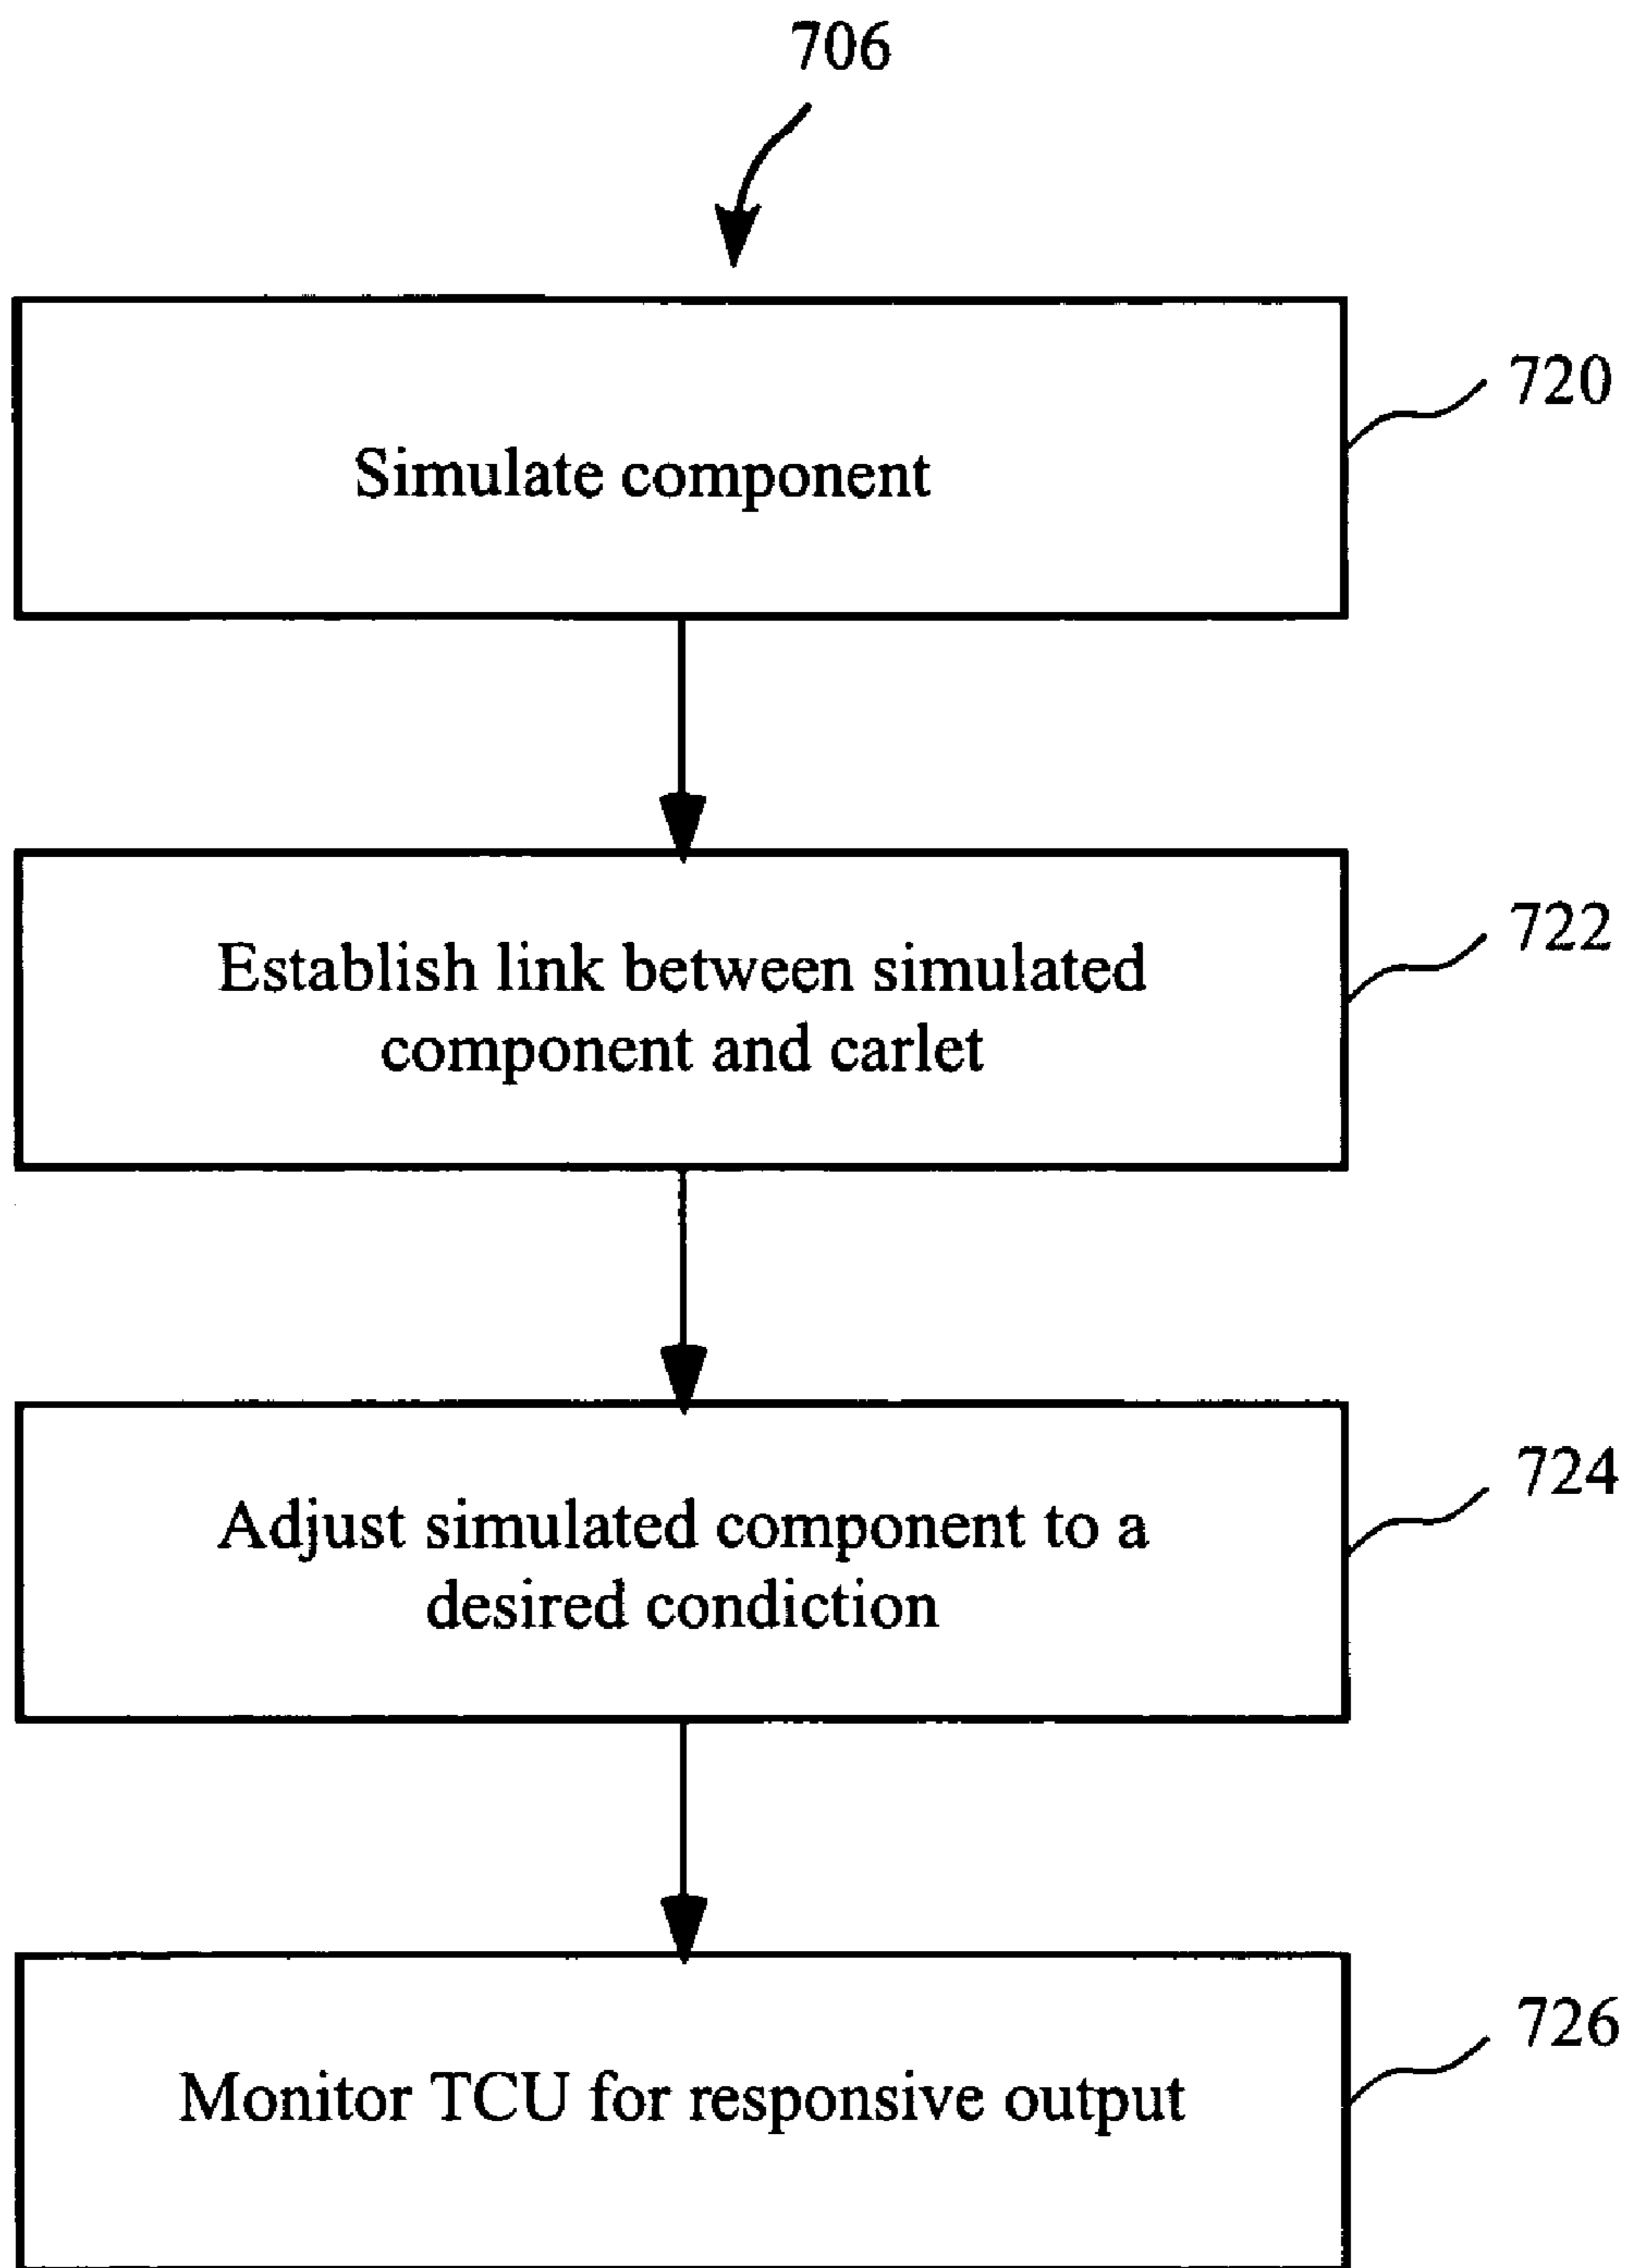 706
Simulate component
720
Establish link between simulated
component and carlet
722
Adjust simulated component to a
desired condiction
724
Monitor TCU for responsive output
726